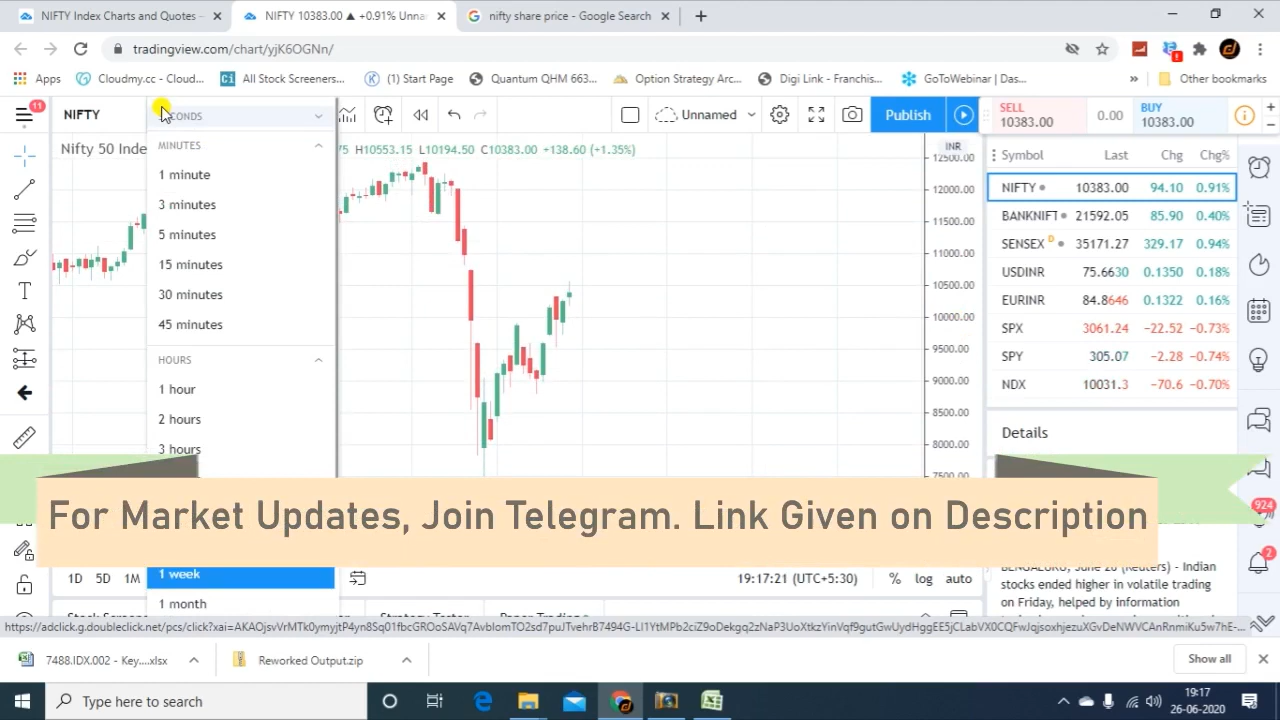 NIFTY Index Charts and Quotes –
NIFTY 10383.00 ▲ +0.91% Unna
nifty share price - Google Search
tradingview.com/chart/yjK6OGNn/
Apps
Cloudmy.cc - Cloud...
All Stock Screeners...
(1) Start Page
Quantum QHM 663...
Option Strategy Arc...
Digi Link - Franchis...
GoToWebinar | Das...
»
Other bookmarks
11
NIFTY
CONDS
Unnamed
Publish
SELL
10383.00
0.00
BUY
10383.00
Nifty 50 Inde
75 H10553.15 L10194.50 C10383.00 +138.60 (+1.35%)
INR
MINUTES
1 minute
3 minutes
5 minutes
15 minutes
30 minutes
45 minutes
HOURS
1 hour
2 hours
3 hours
1 week
1 month
12500.00
12000.00
11500.00
11000.00
10500.00
10000.00
9500.00
9000.00
8500.00
8000.00
7500.00
Symbol Last Chg Chg%
NIFTY 10383.00 94.10 0.91%
BANKNIFT 21592.05 85.90 0.40%
SENSEX D 35171.27 329.17 0.94%
USDINR 75.6630 0.1350 0.18%
EURINR 84.8646 0.1322 0.16%
SPX 3061.24 −22.52 −0.73%
SPY 305.07 −2.28 −0.74%
NDX 10031.3 −70.6 −0.70%
Details
For Market Updates, Join Telegram. Link Given on Description
924
2
1D 5D 1M
19:17:21 (UTC+5:30)
% log auto
BENGALURU, June 26 (Reuters) - Indian
stocks ended higher in volatile trading
on Friday, helped by information
Stock Screener
Strategy Tester
Paper Trading
7488.IDX.002 - Key....xlsx
Reworked Output.zip
Show all
Type here to search
19:17
26-06-2020